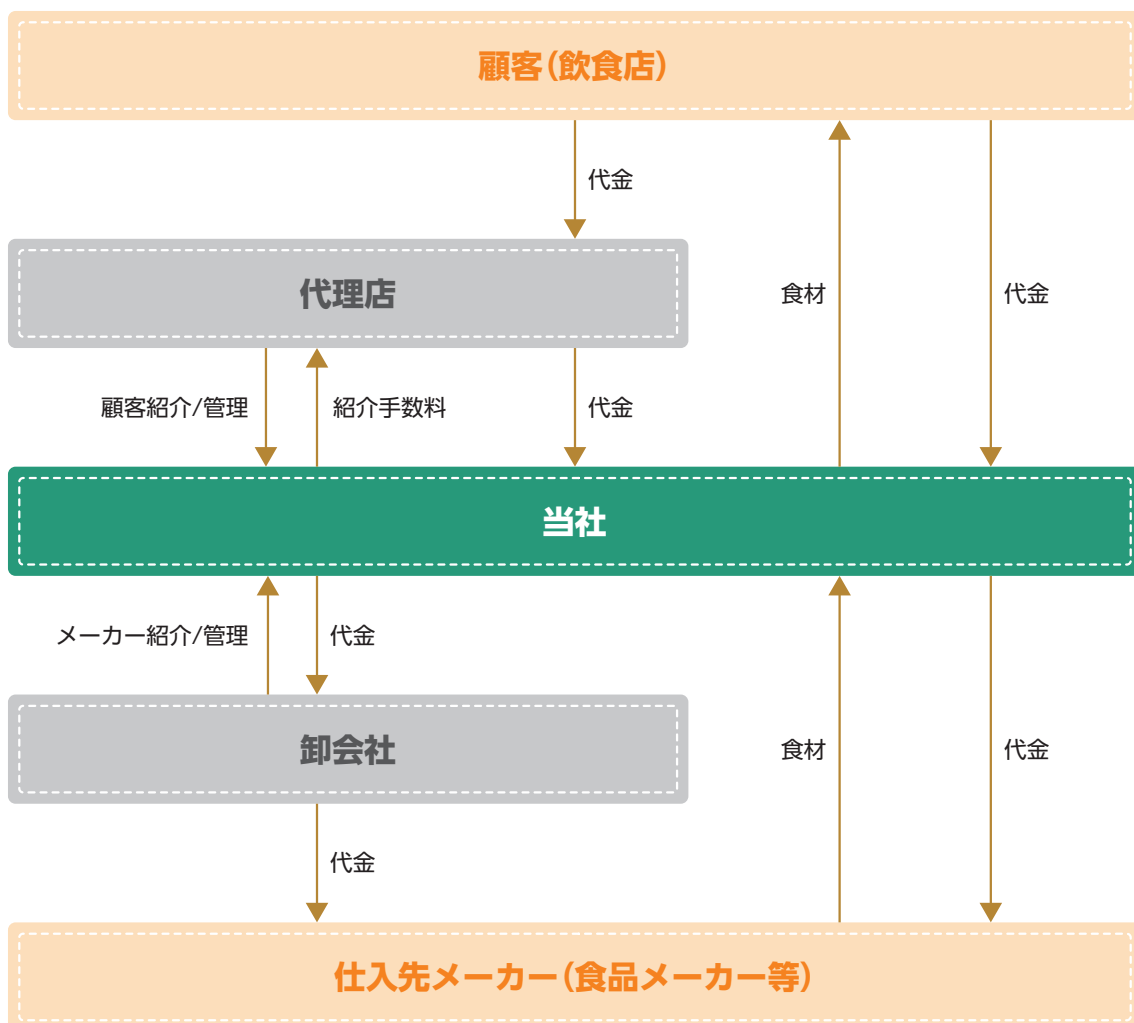 顧客（飲食店）
代金
代理店
食材
代金
顧客紹介/管理
紹介手数料
代金
当社
メーカー紹介/管理
代金
卸会社
食材
代金
代金
仕入先メーカー（食品メーカー等）